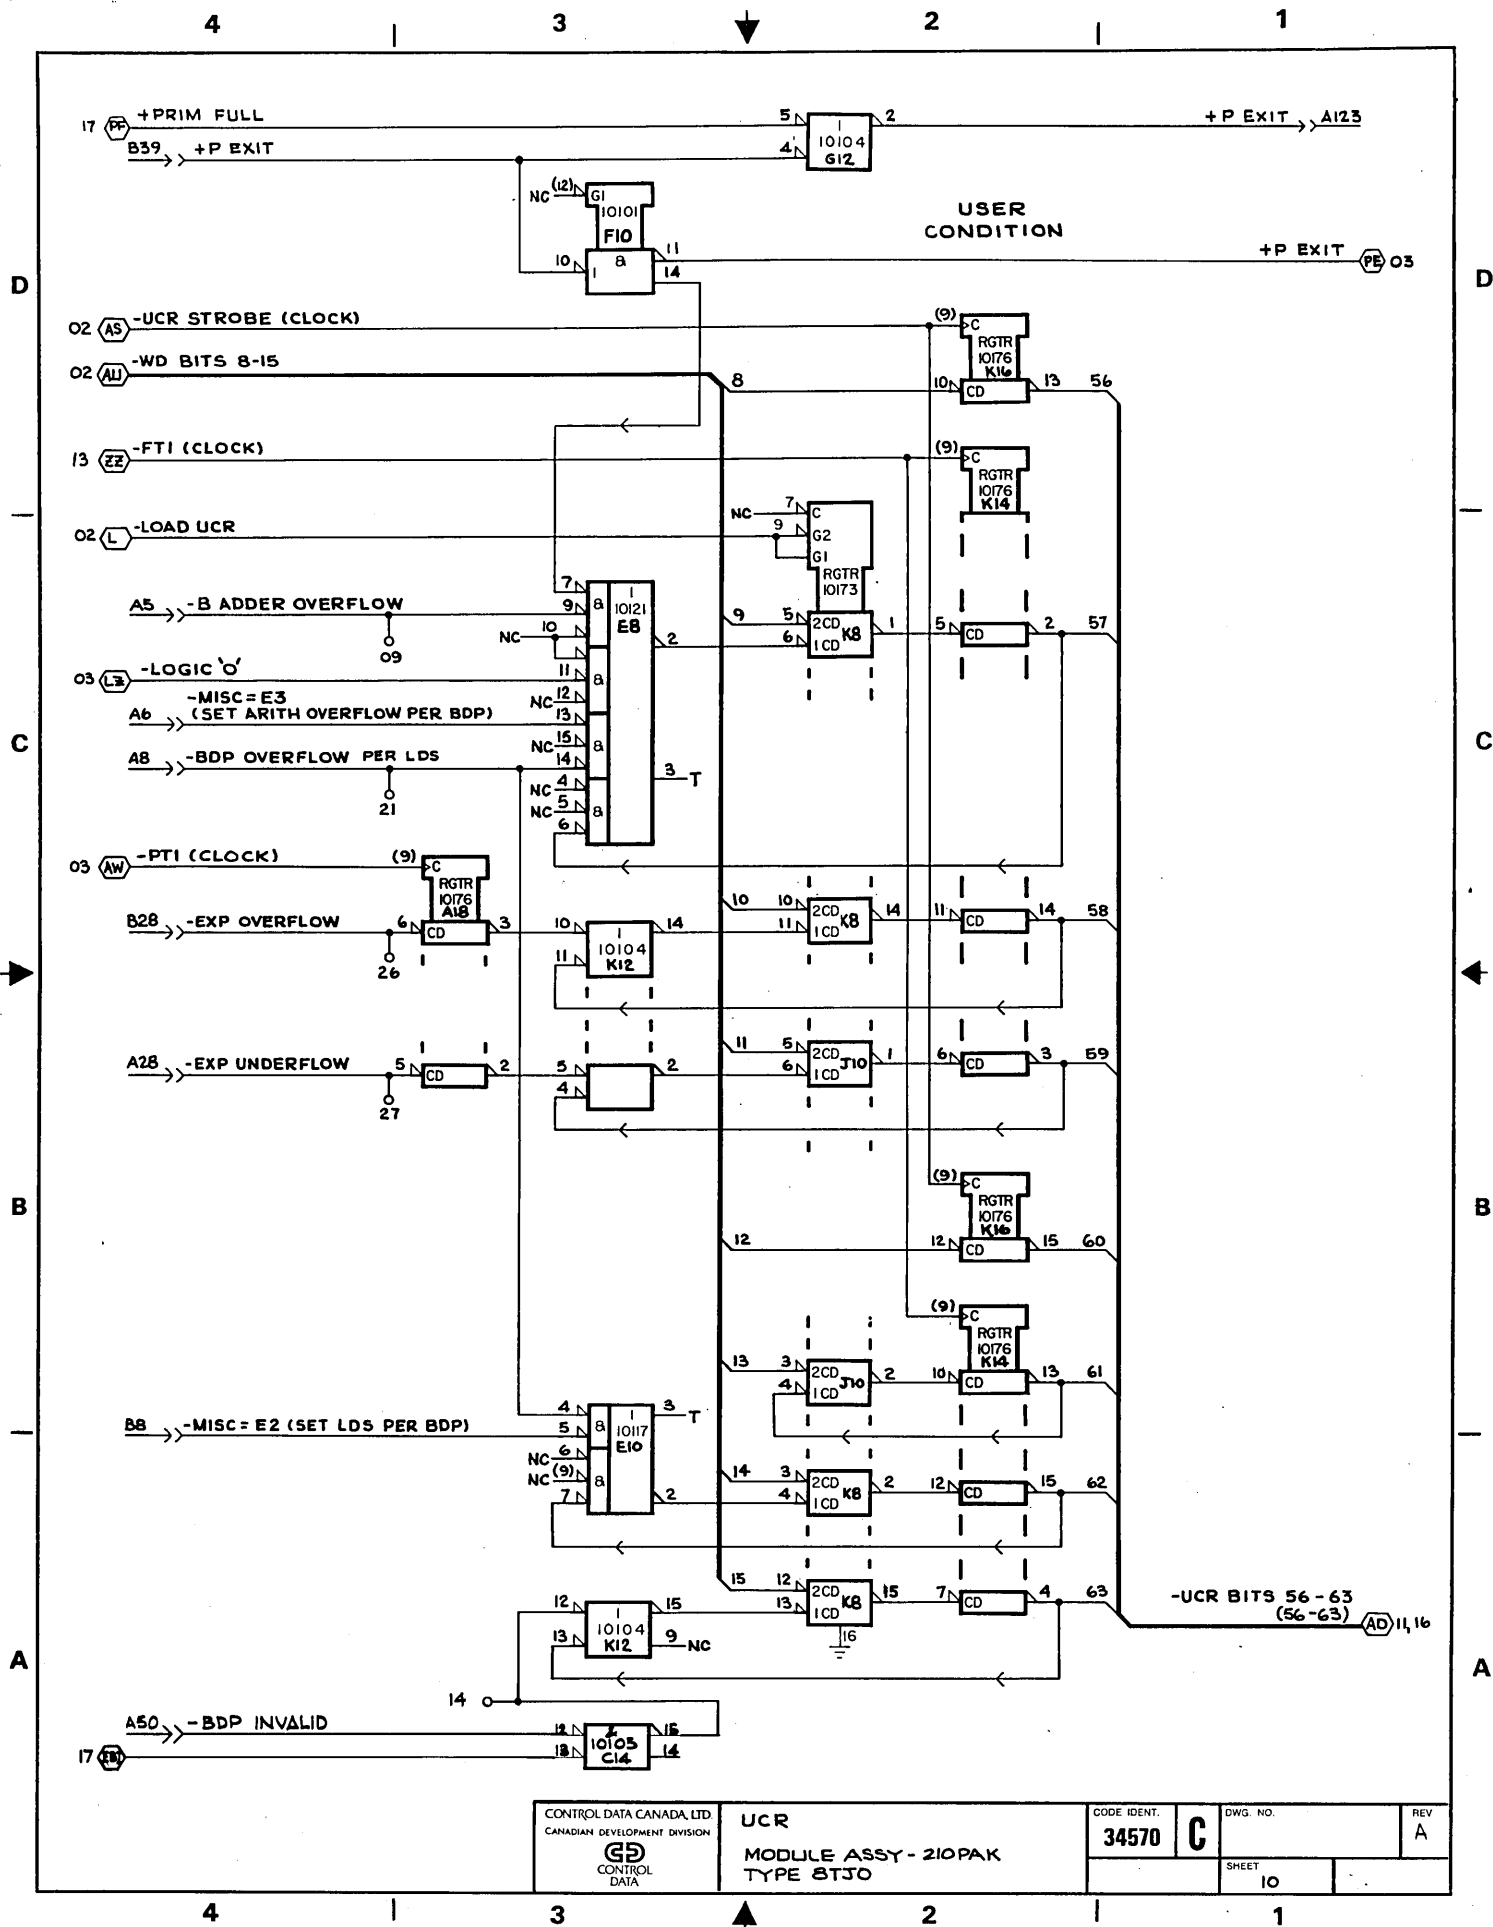 4 3 2 1
17 PF +PRIM FULL 5 2 +P EXIT A123
B39 +P EXIT 4 1 10104 G12
NC (12) G1 10101 F10
USER CONDITION
10 1 & 11 14 +P EXIT PE 03
D D
02 AS -UCR STROBE (CLOCK) (9) C RGTR 10176 K16
02 AU -WD BITS 8-15 8 10 CD 13 56
13 ZZ -FTI (CLOCK) (9) C RGTR 10176 K14
NC 7 C
02 L -LOAD UCR 9 G2 G1 RGTR 10173
7 & 1 10121 E8
A5 -B ADDER OVERFLOW 9
09
NC 10 2
9 5 2CD 6 1CD K8 1 5 CD 2 57
03 LZ -LOGIC '0' 11 &
NC 12
-MISC=E3
A6 (SET ARITH OVERFLOW PER BDP) 13
C C
NC 15 &
A8 -BDP OVERFLOW PER LDS 14
21
3 T
NC 4
NC 5 &
6
03 AW -PTI (CLOCK) (9) C RGTR 10176 A18
B28 -EXP OVERFLOW 6 CD 3 10 1 10104 K12 14 11
26
10 10 2CD 11 1CD K8 14 11 CD 14 58
A28 -EXP UNDERFLOW 5 CD 2 5 4 2
27
11 5 2CD 6 1CD J10 1 6 CD 3 59
B B
(9) C RGTR 10176 K16
12 12 CD 15 60
(9) C RGTR 10176 K14
13 3 2CD 4 1CD J10 2 10 CD 13 61
4 & 1 10117 E10 3 T
B8 -MISC=E2 (SET LDS PER BDP) 5
NC 6
NC (9) &
7 2
14 3 2CD 4 1CD K8 2 12 CD 15 62
15 12 2CD 13 1CD K8 15 7 CD 4 63
16
12 1 10104 K12 15
13 9 NC
-UCR BITS 56-63
(56-63) AD 11,16
A A
14
A50 -BDP INVALID 12 & 10103 C14 15
17 13 14
CONTROL DATA CANADA, LTD.
CANADIAN DEVELOPMENT DIVISION
CONTROL
DATA
UCR
MODULE ASSY - 210PAK
TYPE 8TJ0
CODE IDENT.
34570
C
DWG. NO.
REV
A
SHEET
10
4 3 2 1